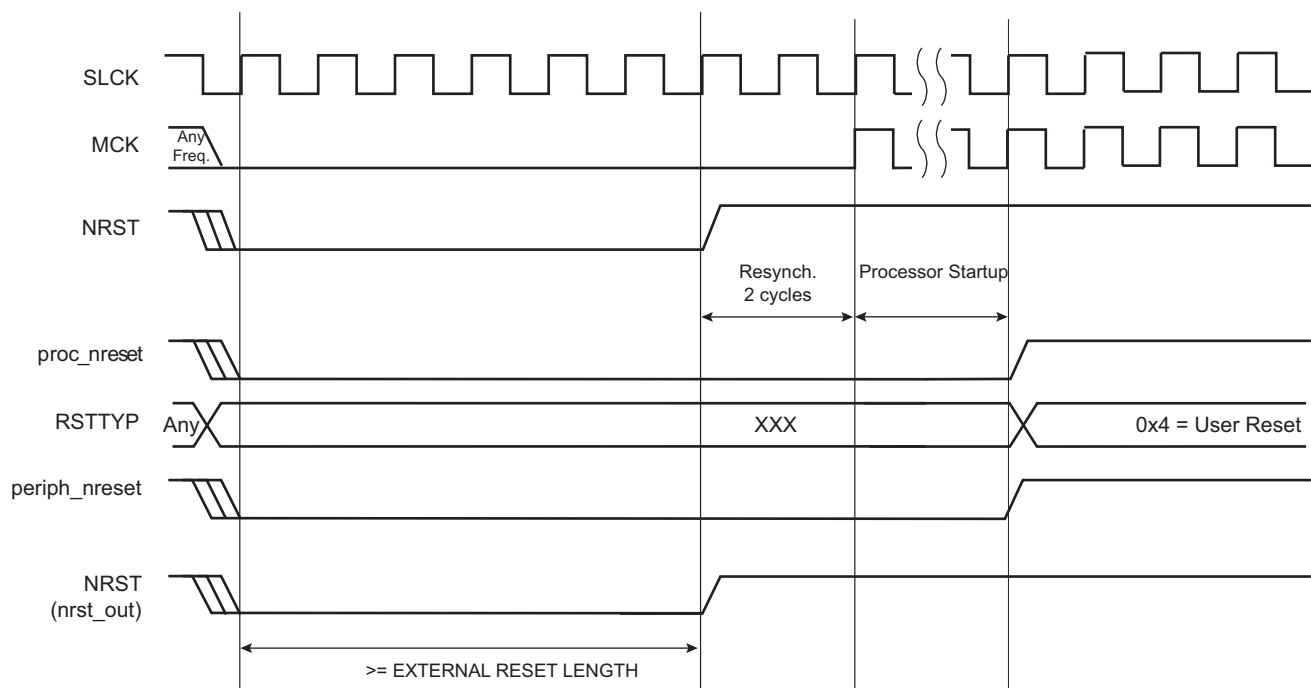 SLCK
MCK
Any
Freq.
NRST
Resynch.
2 cycles
Processor Startup
proc_nreset
RSTTYP
Any
XXX
0x4 = User Reset
periph_nreset
NRST
(nrst_out)
>= EXTERNAL RESET LENGTH